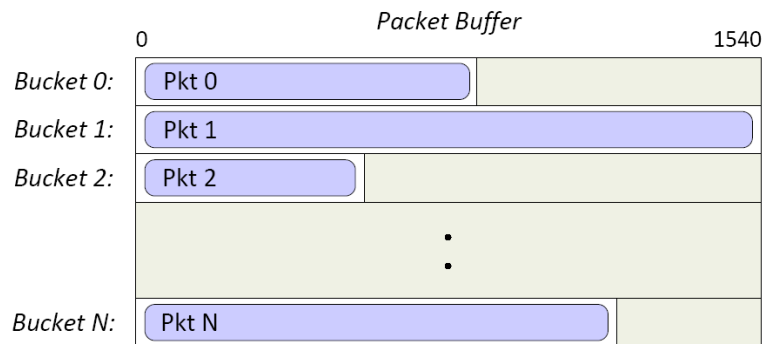 Packet Buffer
0 1540
Bucket 0: Pkt 0
Bucket 1: Pkt 1
Bucket 2: Pkt 2
Bucket N: Pkt N